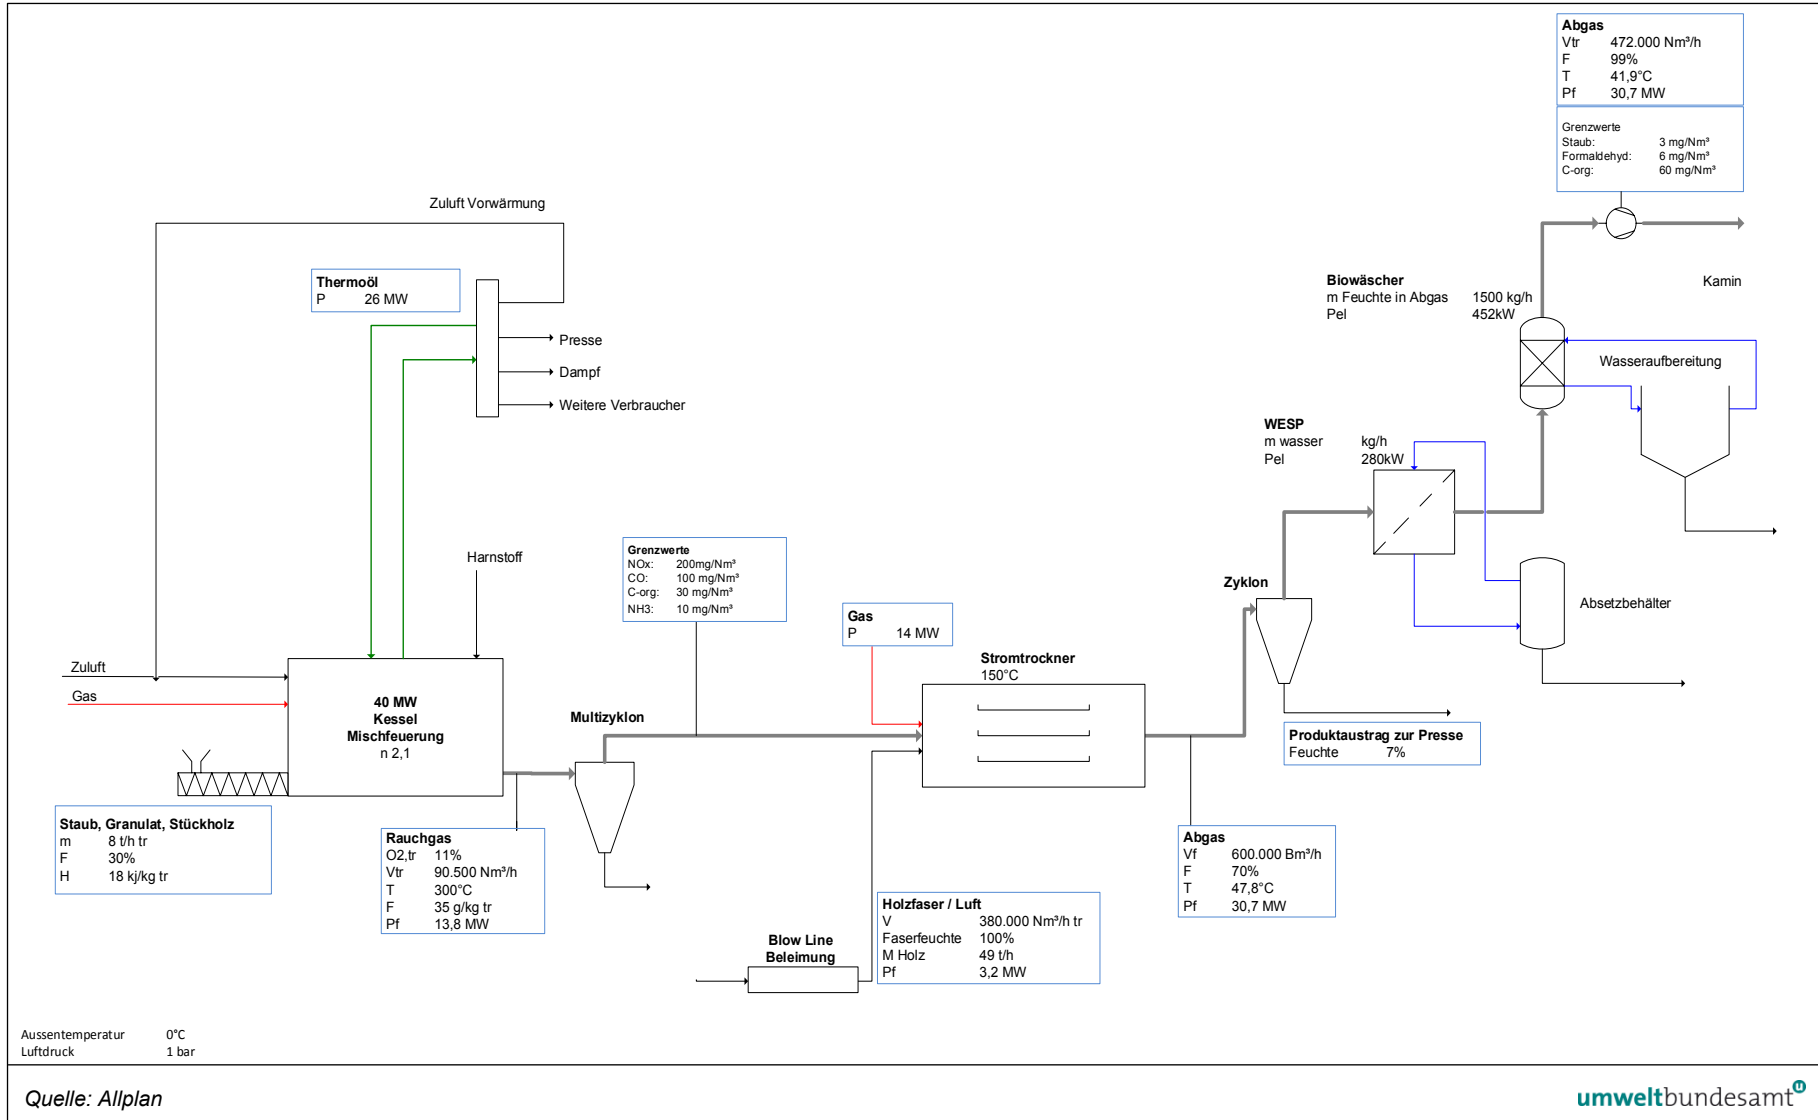 Abgas
Vtr 472.000 Nm³/h
F 99%
T 41,9°C
Pf 30,7 MW
Grenzwerte
Staub: 3 mg/Nm³
Formaldehyd: 6 mg/Nm³
C-org: 60 mg/Nm³
Zuluft Vorwärmung
Thermoöl
P 26 MW
Biowäscher
m Feuchte in Abgas 1500 kg/h
Pel 452kW
Kamin
Presse
Dampf
Weitere Verbraucher
Wasseraufbereitung
WESP
m wasser kg/h
Pel 280kW
Harnstoff
Grenzwerte
NOx: 200mg/Nm³
CO: 100 mg/Nm³
C-org: 30 mg/Nm³
NH3: 10 mg/Nm³
Zyklon
Absetzbehälter
Gas
P 14 MW
Stromtrockner
150°C
Zuluft
Gas
40 MW
Kessel
Mischfeuerung
n 2,1
Multizyklon
Produktaustrag zur Presse
Feuchte 7%
Staub, Granulat, Stückholz
m 8 t/h tr
F 30%
H 18 kj/kg tr
Rauchgas
O2,tr 11%
Vtr 90.500 Nm³/h
T 300°C
F 35 g/kg tr
Pf 13,8 MW
Abgas
Vf 600.000 Bm³/h
F 70%
T 47,8°C
Pf 30,7 MW
Holzfaser / Luft
V 380.000 Nm³/h tr
Faserfeuchte 100%
M Holz 49 t/h
Pf 3,2 MW
Blow Line
Beleimung
Aussentemperatur 0°C
Luftdruck 1 bar
Quelle: Allplan
umweltbundesamt u